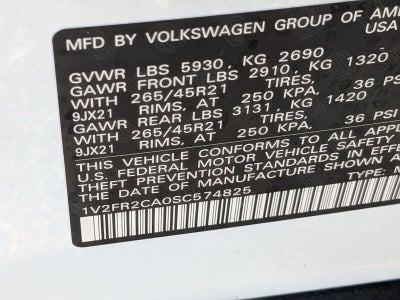 MFD BY VOLKSWAGEN GROUP OF AME
USA
GVWR LBS 5930, KG 2690
GAWR FRONT LBS 2910, KG 1320
WITH 265/45R21 TIRES,
9JX21 RIMS, AT 250 KPA, 36 PSI
GAWR REAR LBS 3131, KG 1420
WITH 265/45R21 TIRES,
9JX21 RIMS, AT 250 KPA, 36 PSI
THIS VEHICLE CONFORMS TO ALL APPL
U.S. FEDERAL MOTOR VEHICLE SAFETY
THEFT PREVENTION STANDARDS IN EFFE
THE DATE OF MANUFACTURE SHOWN A
TYPE: M
1V2FR2CA0SC574825